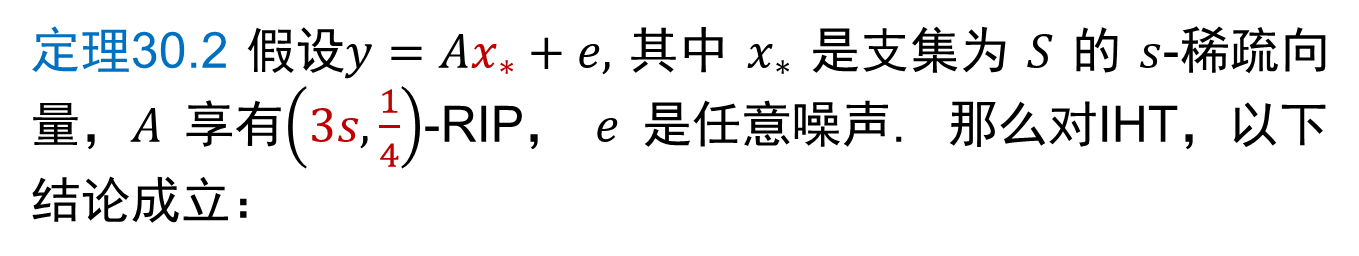 定理30.2 假设y = Ax∗ + e, 其中 x∗ 是支集为 S 的 s-稀疏向
量，A 享有(3s, 1/4)-RIP， e 是任意噪声. 那么对IHT，以下
结论成立：